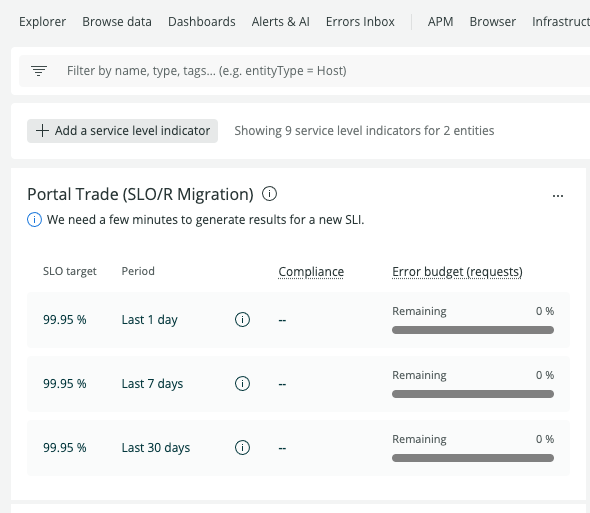 Explorer Browse data Dashboards Alerts & AI Errors Inbox APM Browser Infrastruct
Filter by name, type, tags... (e.g. entityType = Host)
Add a service level indicator Showing 9 service level indicators for 2 entities
Portal Trade (SLO/R Migration)
We need a few minutes to generate results for a new SLI.
SLO target Period Compliance Error budget (requests)
Remaining 0 %
99.95 % Last 1 day --
Remaining 0 %
99.95 % Last 7 days --
Remaining 0 %
99.95 % Last 30 days --